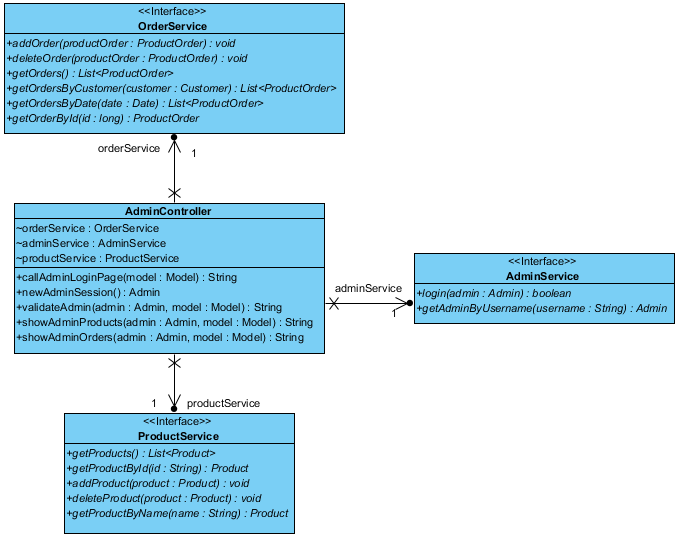 <<Interface>>
OrderService
+addOrder(productOrder : ProductOrder) : void
+deleteOrder(productOrder : ProductOrder) : void
+getOrders() : List<ProductOrder>
+getOrdersByCustomer(customer : Customer) : List<ProductOrder>
+getOrdersByDate(date : Date) : List<ProductOrder>
+getOrderById(id : long) : ProductOrder
orderService
1
AdminController
~orderService : OrderService
~adminService : AdminService
~productService : ProductService
+callAdminLoginPage(model : Model) : String
+newAdminSession() : Admin
+validateAdmin(admin : Admin, model : Model) : String
+showAdminProducts(admin : Admin, model : Model) : String
+showAdminOrders(admin : Admin, model : Model) : String
adminService
1
<<Interface>>
AdminService
+login(admin : Admin) : boolean
+getAdminByUsername(username : String) : Admin
1
productService
<<Interface>>
ProductService
+getProducts() : List<Product>
+getProductById(id : String) : Product
+addProduct(product : Product) : void
+deleteProduct(product : Product) : void
+getProductByName(name : String) : Product